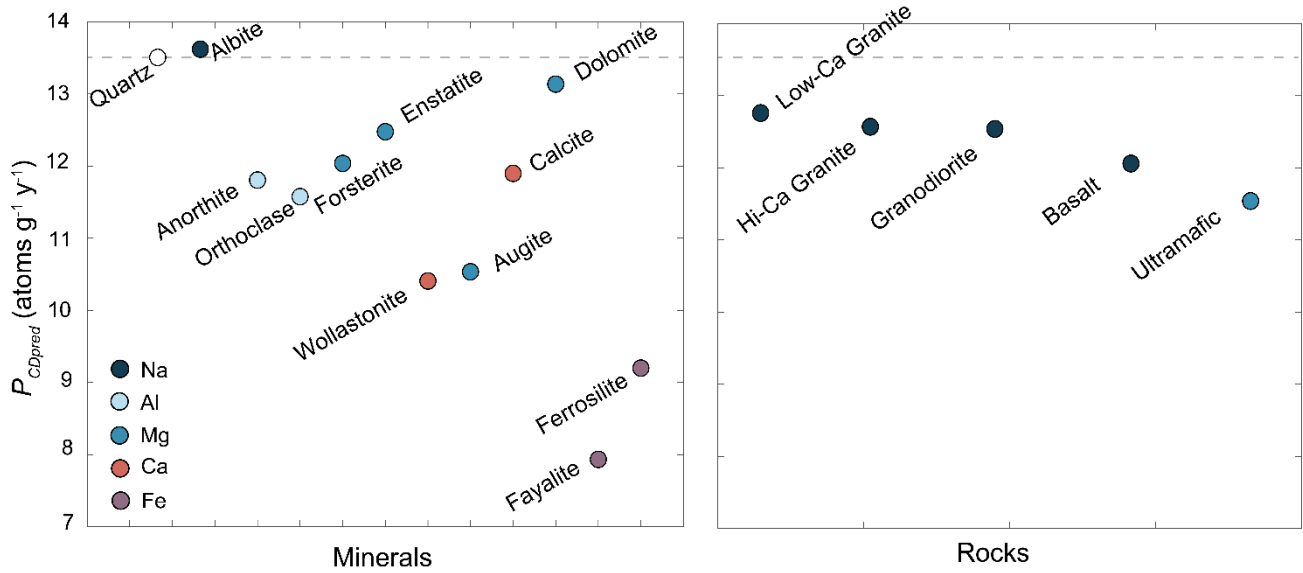 14
13
12
11
10
9
8
7
P_CDpred (atoms g⁻¹ y⁻¹)
Quartz
Albite
Dolomite
Enstatite
Calcite
Anorthite
Orthoclase
Forsterite
Augite
Wollastonite
Ferrosilite
Fayalite
Na
Al
Mg
Ca
Fe
Minerals
Low-Ca Granite
Hi-Ca Granite
Granodiorite
Basalt
Ultramafic
Rocks